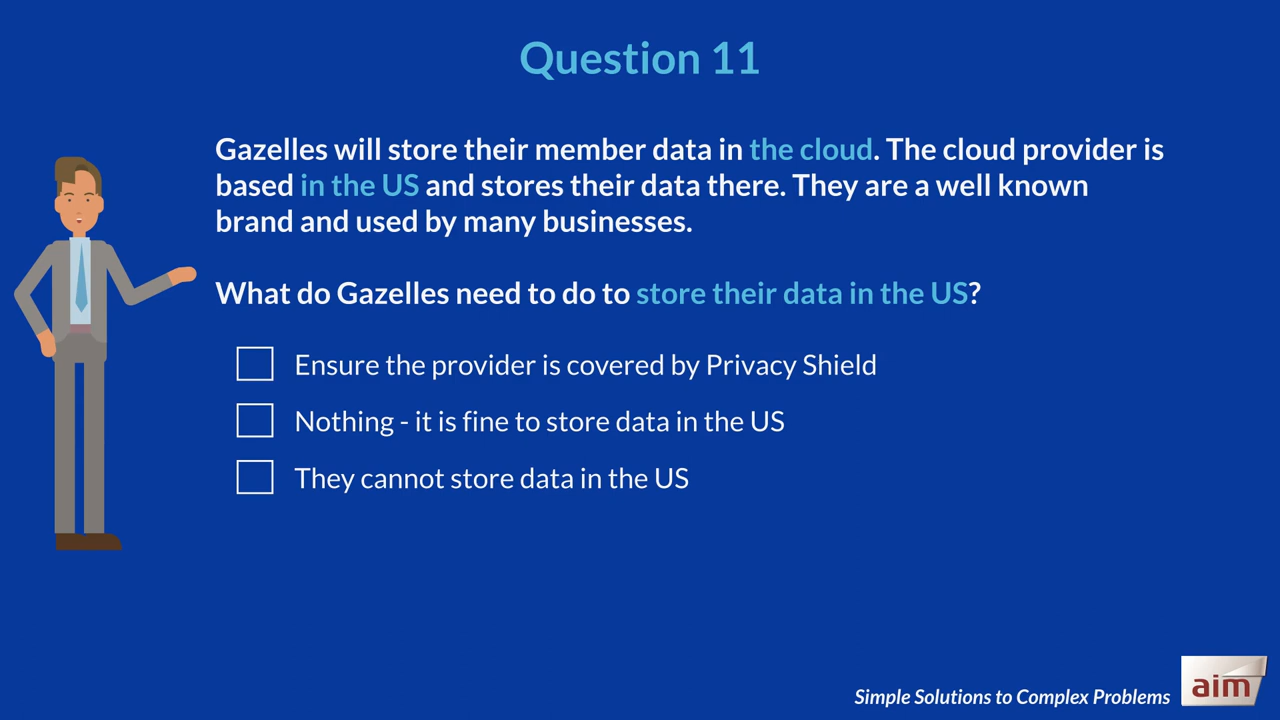 Question 11
Gazelles will store their member data in the cloud. The cloud provider is
based in the US and stores their data there. They are a well known
brand and used by many businesses.
What do Gazelles need to do to store their data in the US?
Ensure the provider is covered by Privacy Shield
Nothing - it is fine to store data in the US
They cannot store data in the US
Simple Solutions to Complex Problems
aim